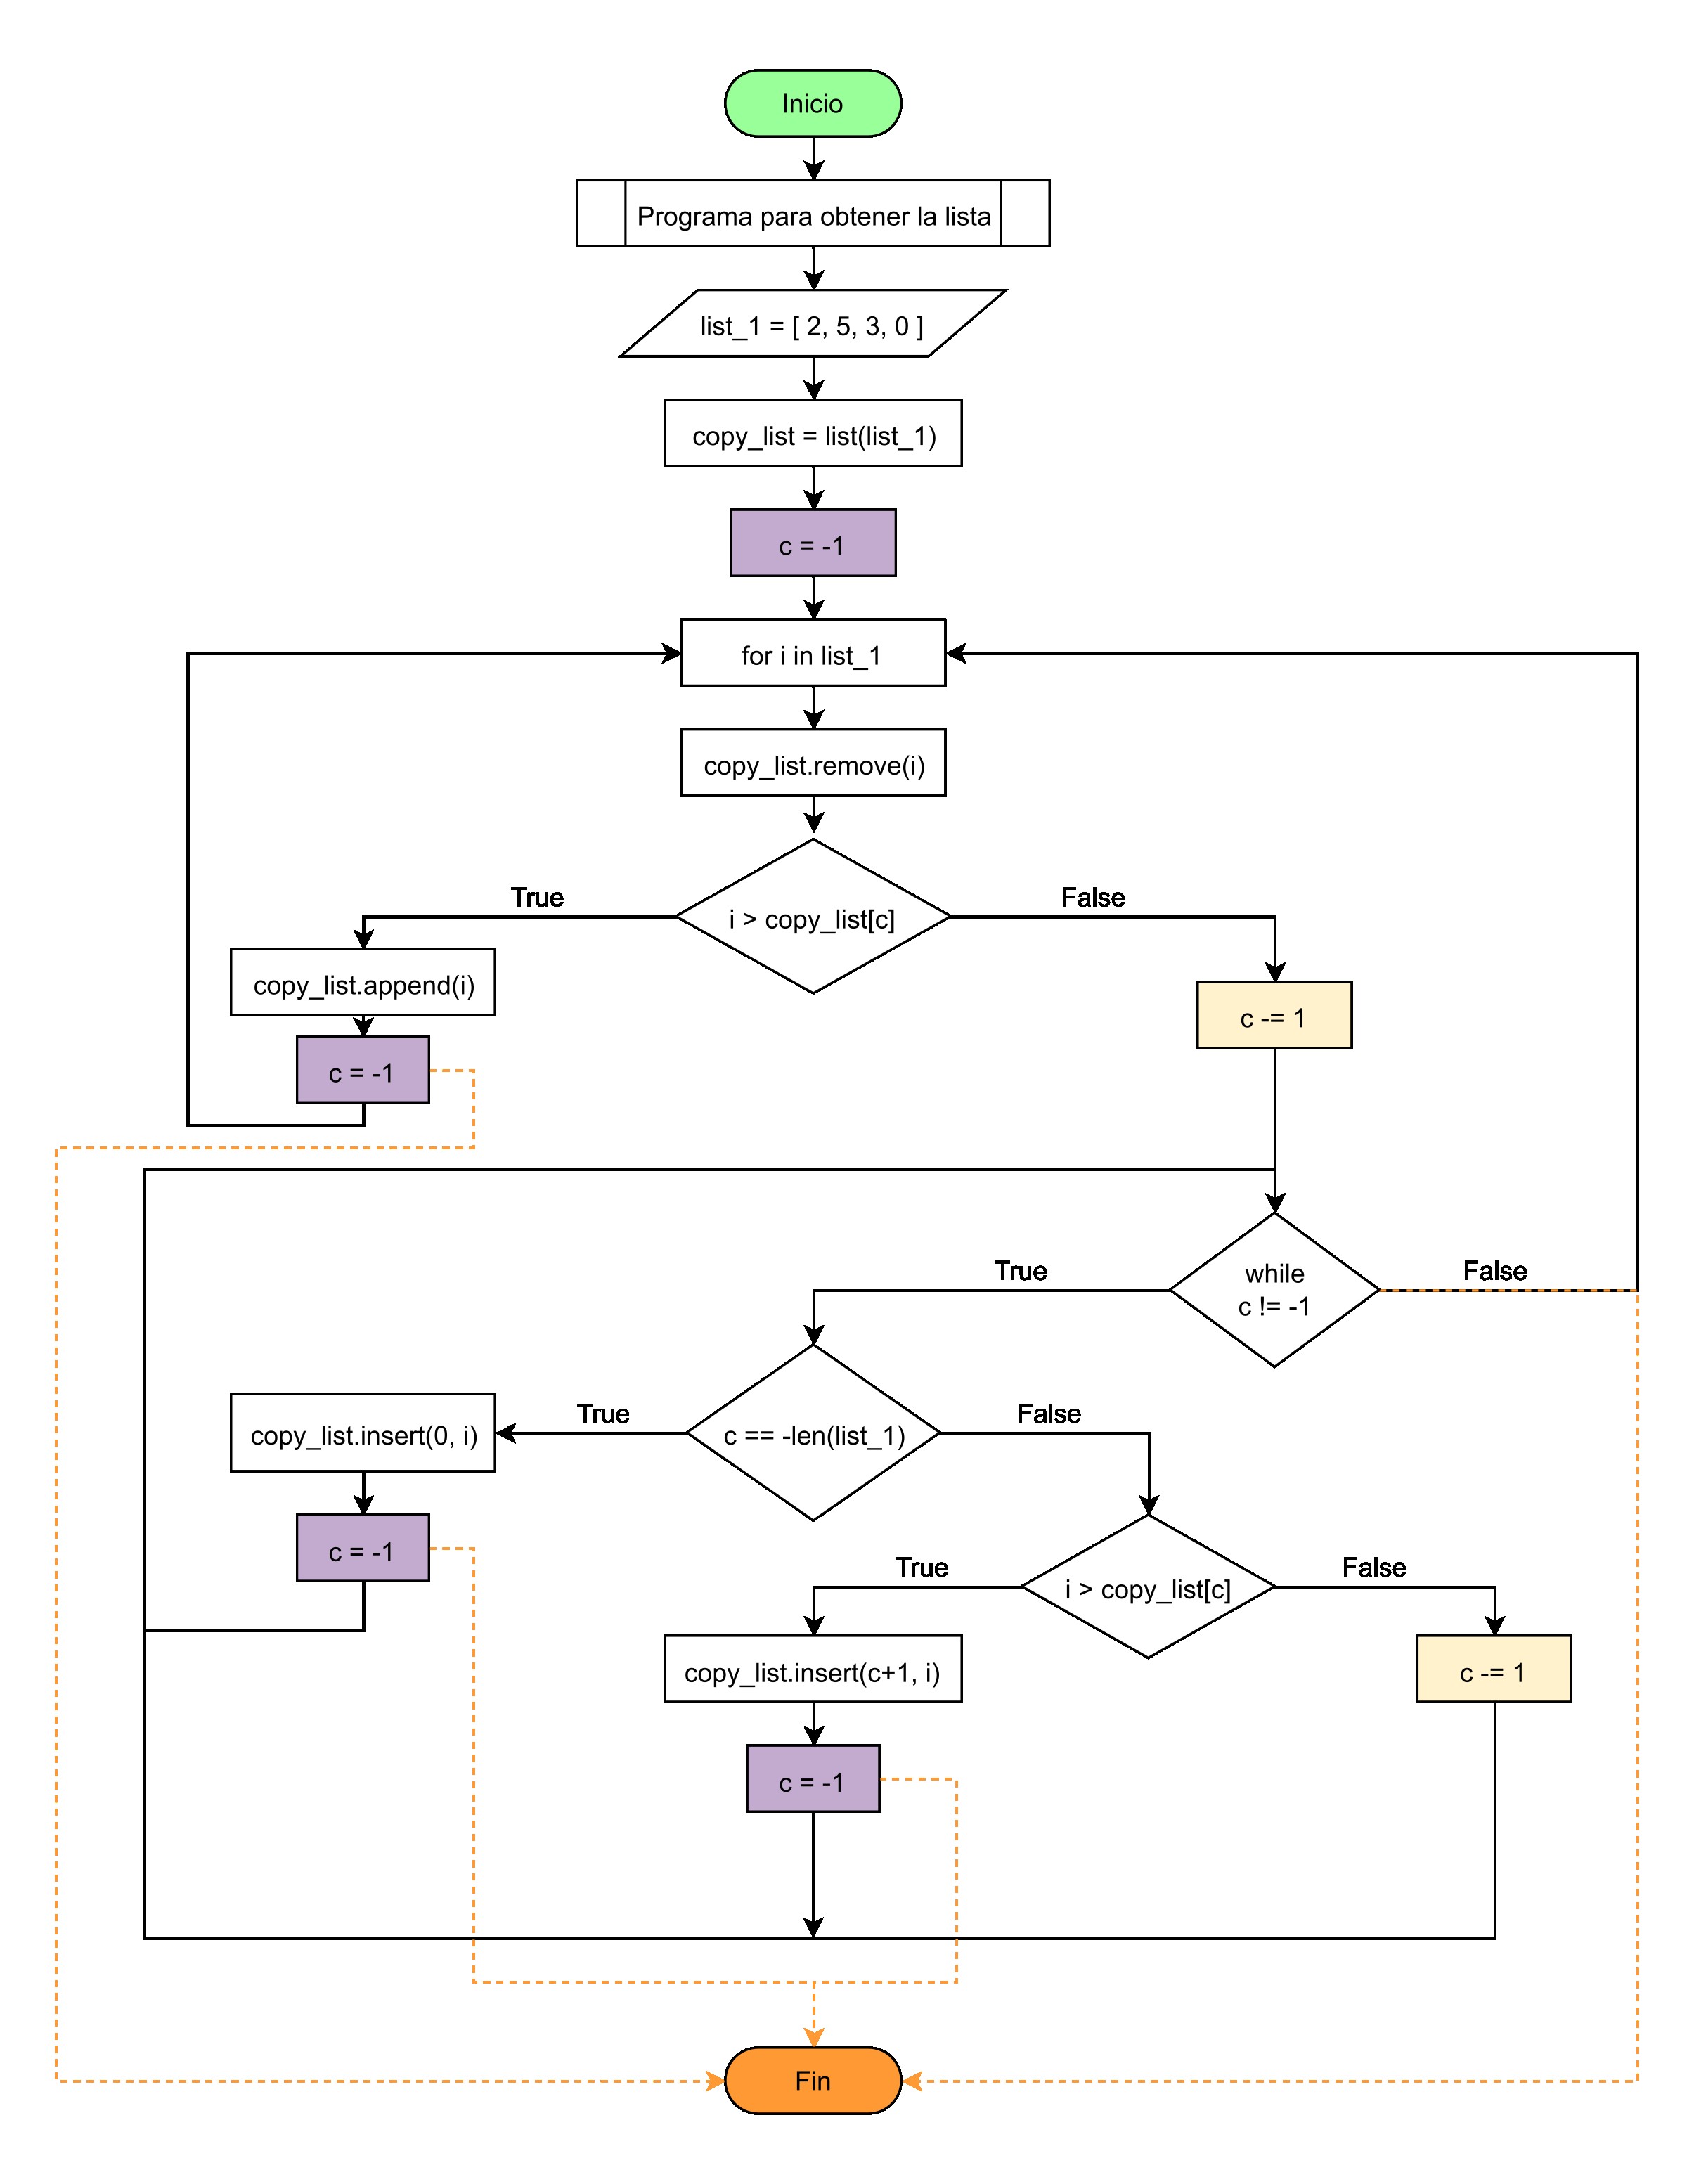 Inicio
Programa para obtener la lista
list_1 = [ 2, 5, 3, 0 ]
copy_list = list(list_1)
c = -1
for i in list_1
copy_list.remove(i)
True
False
i > copy_list[c]
copy_list.append(i)
c -= 1
c = -1
while
c != -1
True
False
c == -len(list_1)
True
False
copy_list.insert(0, i)
c = -1
i > copy_list[c]
True
False
copy_list.insert(c+1, i)
c -= 1
c = -1
Fin